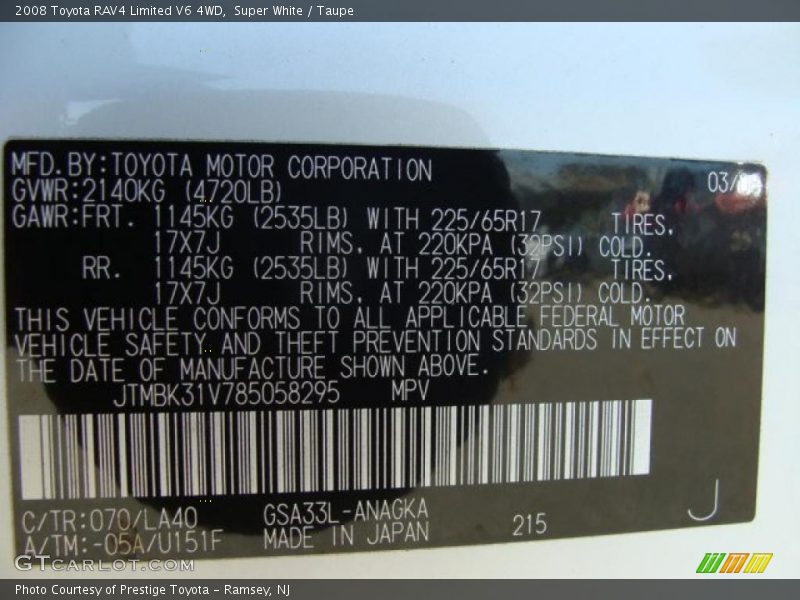 2008 Toyota RAV4 Limited V6 4WD, Super White / Taupe
MFD.BY:TOYOTA MOTOR CORPORATION 03/
GVWR:2140KG (4720LB)
GAWR:FRT. 1145KG (2535LB) WITH 225/65R17 TIRES,
17X7J RIMS, AT 220KPA (32PSI) COLD.
RR. 1145KG (2535LB) WITH 225/65R17 TIRES,
17X7J RIMS, AT 220KPA (32PSI) COLD.
THIS VEHICLE CONFORMS TO ALL APPLICABLE FEDERAL MOTOR
VEHICLE SAFETY AND THEFT PREVENTION STANDARDS IN EFFECT ON
THE DATE OF MANUFACTURE SHOWN ABOVE.
JTMBK31V785058295 MPV
C/TR:070/LA40 GSA33L-ANAGKA
A/TM:-05A/U151F MADE IN JAPAN 215 J
GTcarlot.com
Photo Courtesy of Prestige Toyota - Ramsey, NJ